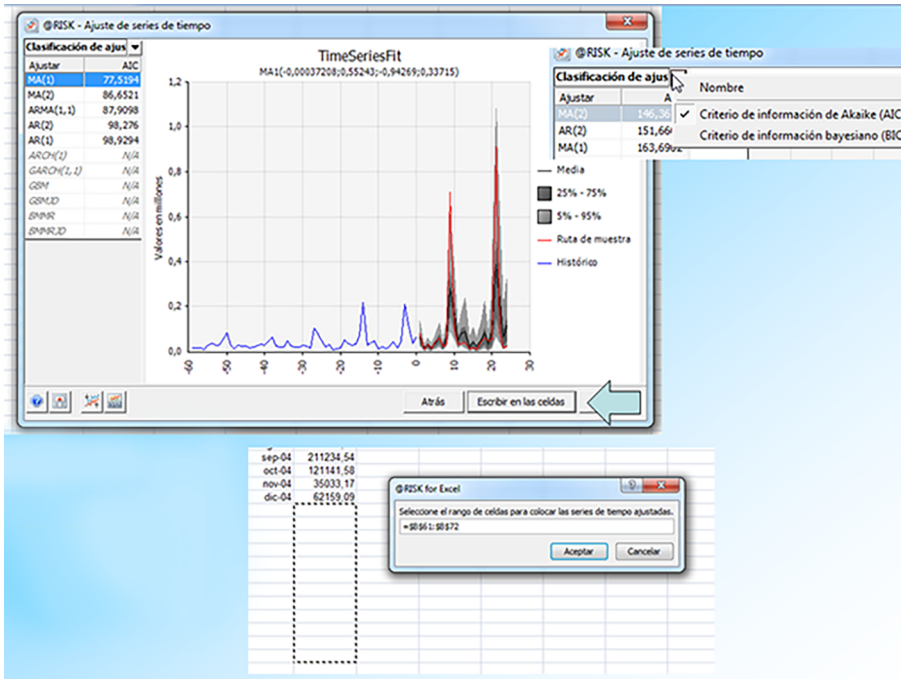 @RISK - Ajuste de series de tiempo
Clasificación de ajus
Ajustar AIC
MA(1) 77,5194
MA(2) 86,6521
ARMA(1,1) 87,9098
AR(2) 98,276
AR(1) 98,9294
ARCH(1) N/A
GARCH(1,1) N/A
GBM N/A
GBMJD N/A
BMMR N/A
BMMRJD N/A
TimeSeriesFit
MA1(-0,00037208;0,55243;-0,94269;0,33715)
Valores en millones
1,2
1,0
0,8
0,6
0,4
0,2
0,0
-60
-50
-40
-30
-20
-10
0
10
20
30
Media
25% - 75%
5% - 95%
Ruta de muestra
Histórico
Atrás
Escribir en las celdas
@RISK - Ajuste de series de tiempo
Clasificación de ajus
Ajustar A
MA(2) 146,36
AR(2) 151,660
MA(1) 163,6902
Nombre
Criterio de información de Akaike (AIC
Criterio de información bayesiano (BIC
sep-04 211234,54
oct-04 121141,58
nov-04 35033,17
dic-04 62159,09
@RISK for Excel
Seleccione el rango de celdas para colocar las series de tiempo ajustadas.
=$B$61:$B$72
Aceptar
Cancelar